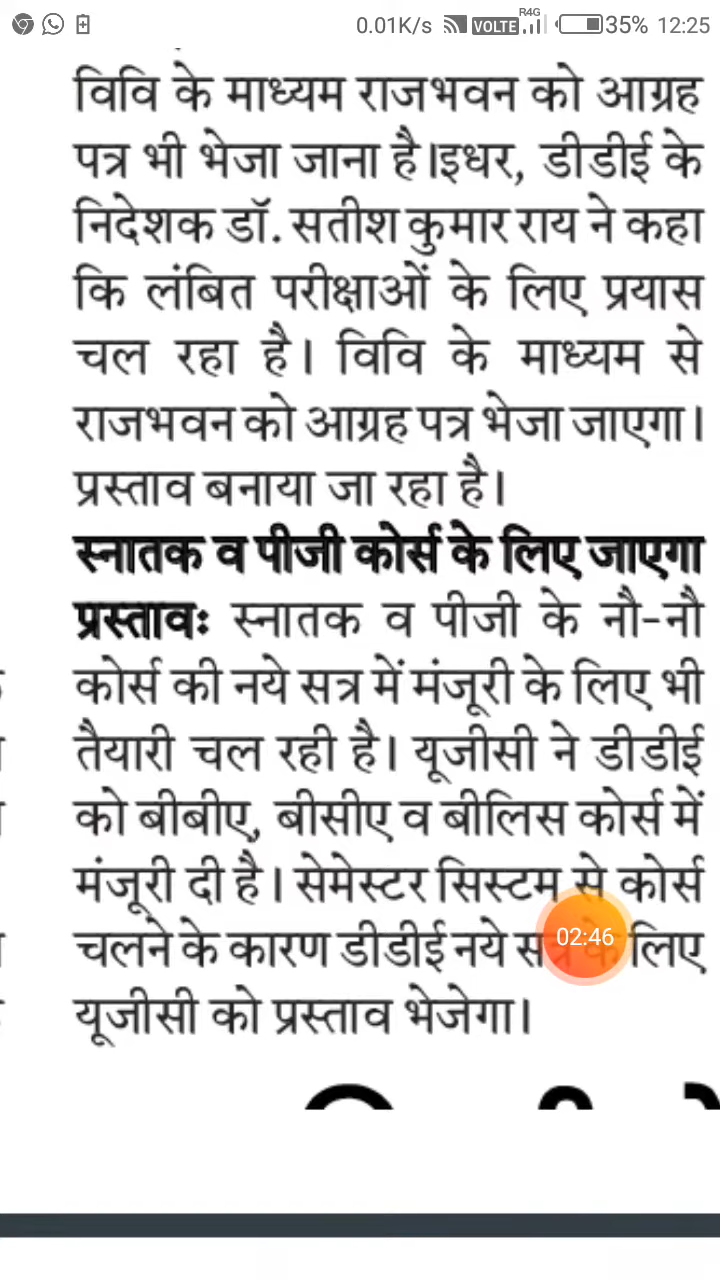 0.01K/s VOLTE R4G 35% 12:25
विवि के माध्यम राजभवन को आग्रह
पत्र भी भेजा जाना है।इधर, डीडीई के
निदेशक डॉ. सतीश कुमार राय ने कहा
कि लंबित परीक्षाओं के लिए प्रयास
चल रहा है। विवि के माध्यम से
राजभवन को आग्रह पत्र भेजा जाएगा।
प्रस्ताव बनाया जा रहा है।
स्नातक व पीजी कोर्स के लिए जाएगा
प्रस्तावः स्नातक व पीजी के नौ-नौ
कोर्स की नये सत्र में मंजूरी के लिए भी
तैयारी चल रही है। यूजीसी ने डीडीई
को बीबीए, बीसीए व बीलिस कोर्स में
मंजूरी दी है। सेमेस्टर सिस्टम से कोर्स
02:46
चलने के कारण डीडीई नये सत्र के लिए
यूजीसी को प्रस्ताव भेजेगा।